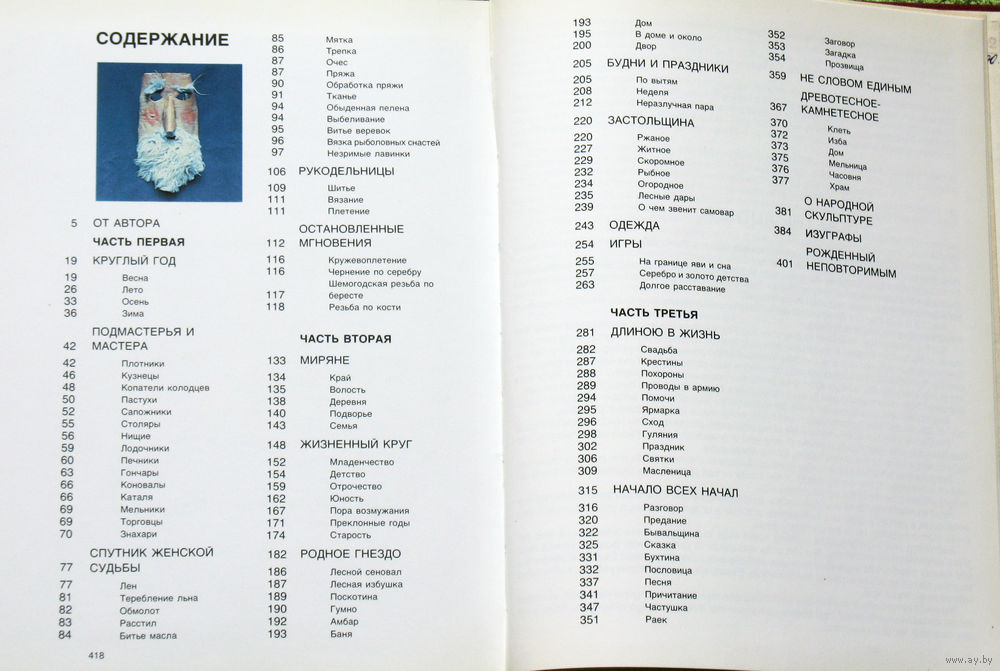 СОДЕРЖАНИЕ
5 ОТ АВТОРА
ЧАСТЬ ПЕРВАЯ
19 КРУГЛЫЙ ГОД
19 Весна
26 Лето
33 Осень
36 Зима
ПОДМАСТЕРЬЯ И
42 МАСТЕРА
42 Плотники
46 Кузнецы
48 Копатели колодцев
50 Пастухи
52 Сапожники
55 Столяры
56 Нищие
59 Лодочники
60 Печники
63 Гончары
66 Коновалы
66 Каталя
69 Мельники
69 Торговцы
70 Знахари
СПУТНИК ЖЕНСКОЙ
77 СУДЬБЫ
77 Лен
81 Теребление льна
82 Обмолот
83 Расстил
84 Битье масла
418
85 Мятка
86 Трепка
87 Очес
87 Пряжа
90 Обработка пряжи
91 Тканье
94 Обыденная пелена
94 Выбеливание
95 Витье веревок
96 Вязка рыболовных снастей
97 Незримые лавинки
106 РУКОДЕЛЬНИЦЫ
109 Шитье
111 Вязание
111 Плетение
ОСТАНОВЛЕННЫЕ
112 МГНОВЕНИЯ
116 Кружевоплетение
116 Чернение по серебру
Шемогодская резьба по
117 бересте
118 Резьба по кости
ЧАСТЬ ВТОРАЯ
133 МИРЯНЕ
134 Край
135 Волость
138 Деревня
140 Подворье
143 Семья
148 ЖИЗНЕННЫЙ КРУГ
152 Младенчество
154 Детство
159 Отрочество
162 Юность
167 Пора возмужания
171 Преклонные годы
174 Старость
182 РОДНОЕ ГНЕЗДО
186 Лесной сеновал
187 Лесная избушка
189 Поскотина
190 Гумно
192 Амбар
193 Баня
193 Дом
195 В доме и около
200 Двор
205 БУДНИ И ПРАЗДНИКИ
205 По вытям
208 Неделя
212 Неразлучная пара
220 ЗАСТОЛЬЩИНА
220 Ржаное
227 Житное
229 Скоромное
232 Рыбное
234 Огородное
235 Лесные дары
239 О чем звенит самовар
243 ОДЕЖДА
254 ИГРЫ
255 На границе яви и сна
257 Серебро и золото детства
263 Долгое расставание
ЧАСТЬ ТРЕТЬЯ
281 ДЛИНОЮ В ЖИЗНЬ
282 Свадьба
287 Крестины
288 Похороны
289 Проводы в армию
294 Помочи
295 Ярмарка
296 Сход
298 Гуляния
302 Праздник
306 Святки
309 Масленица
315 НАЧАЛО ВСЕХ НАЧАЛ
316 Разговор
320 Предание
322 Бывальщина
325 Сказка
331 Бухтина
332 Пословица
337 Песня
341 Причитание
347 Частушка
351 Раек
352 Заговор
353 Загадка
354 Прозвища
359 НЕ СЛОВОМ ЕДИНЫМ
ДРЕВОТЕСНОЕ-
367 КАМНЕТЕСНОЕ
370 Клеть
372 Изба
373 Дом
375 Мельница
376 Часовня
377 Храм
О НАРОДНОЙ
381 СКУЛЬПТУРЕ
384 ИЗУГРАФЫ
РОЖДЕННЫЙ
401 НЕПОВТОРИМЫМ
www.ay.by